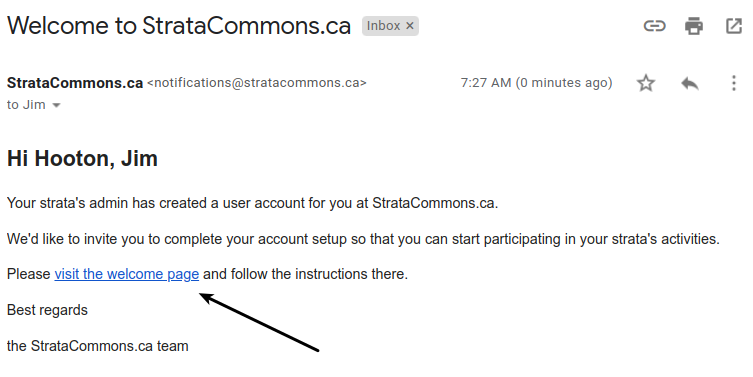 Welcome to StrataCommons.ca Inbox ×
StrataCommons.ca <notifications@stratacommons.ca> 7:27 AM (0 minutes ago)
to Jim
Hi Hooton, Jim
Your strata's admin has created a user account for you at StrataCommons.ca.
We'd like to invite you to complete your account setup so that you can start participating in your strata's activities.
Please visit the welcome page and follow the instructions there.
Best regards
the StrataCommons.ca team